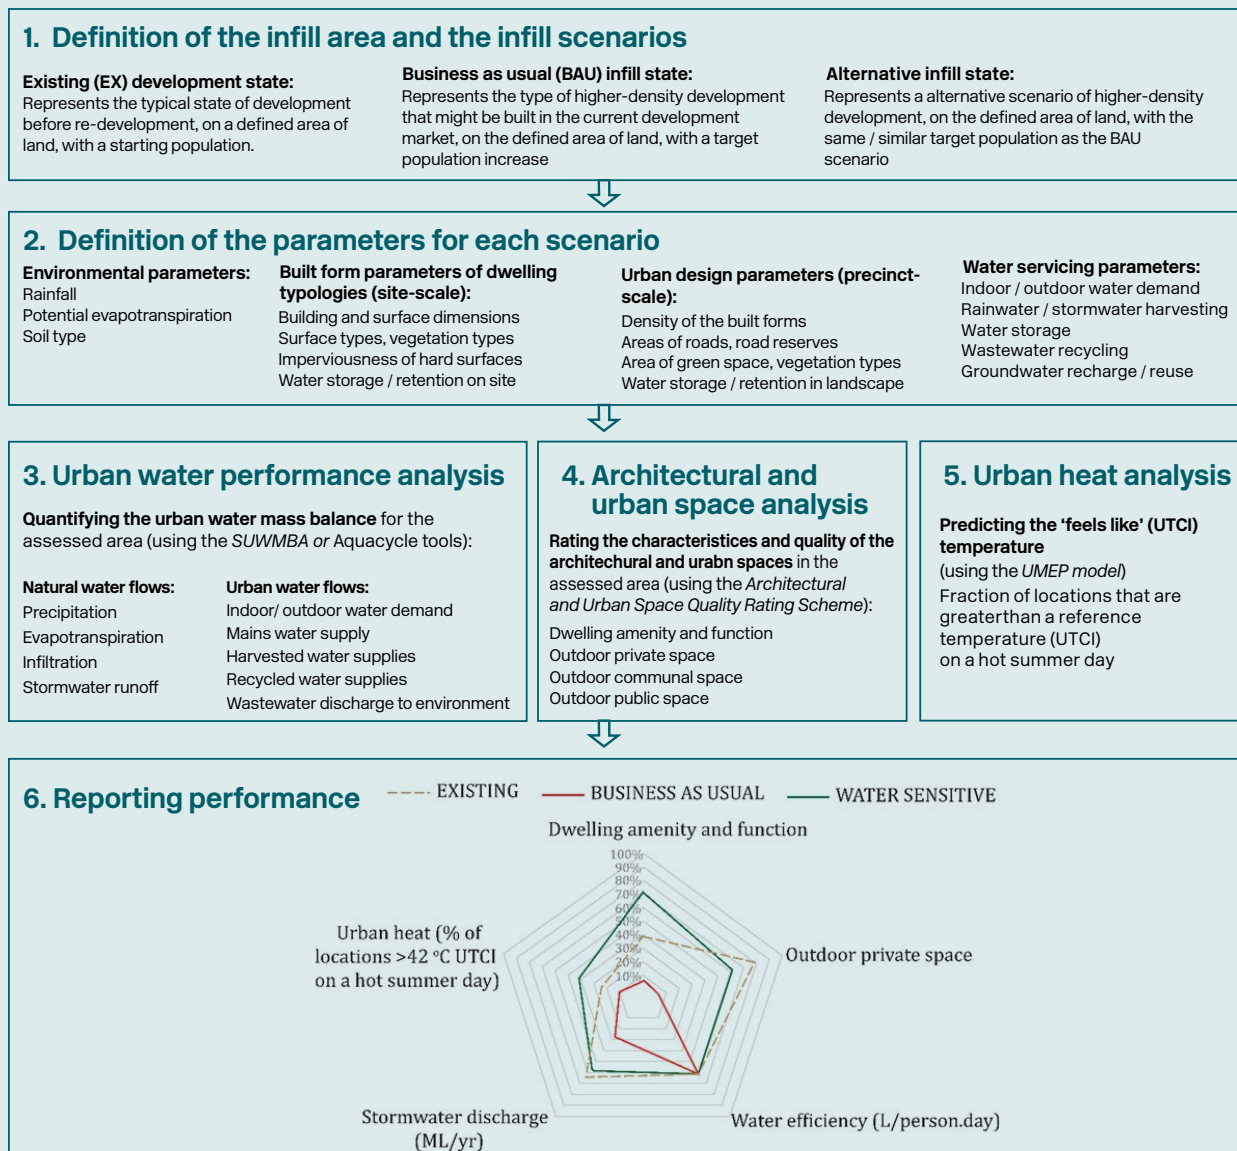 1. Definition of the infill area and the infill scenarios
Existing (EX) development state:
Represents the typical state of development
before re-development, on a defined area of
land, with a starting population.
Business as usual (BAU) infill state:
Represents the type of higher-density development
that might be built in the current development
market, on the defined area of land, with a target
population increase
Alternative infill state:
Represents a alternative scenario of higher-density
development, on the defined area of land, with the
same / similar target population as the BAU
scenario
2. Definition of the parameters for each scenario
Environmental parameters:
Rainfall
Potential evapotranspiration
Soil type
Built form parameters of dwelling
typologies (site-scale):
Building and surface dimensions
Surface types, vegetation types
Imperviousness of hard surfaces
Water storage / retention on site
Urban design parameters (precinct-
scale):
Density of the built forms
Areas of roads, road reserves
Area of green space, vegetation types
Water storage / retention in landscape
Water servicing parameters:
Indoor / outdoor water demand
Rainwater / stormwater harvesting
Water storage
Wastewater recycling
Groundwater recharge / reuse
3. Urban water performance analysis
Quantifying the urban water mass balance for the
assessed area (using the SUWMBA or Aquacycle tools):
Natural water flows:
Precipitation
Evapotranspiration
Infiltration
Stormwater runoff
Urban water flows:
Indoor/ outdoor water demand
Mains water supply
Harvested water supplies
Recycled water supplies
Wastewater discharge to environment
4. Architectural and
urban space analysis
Rating the characteristices and quality of the
architechural and urabn spaces in the
assessed area (using the Architectural
and Urban Space Quality Rating Scheme):
Dwelling amenity and function
Outdoor private space
Outdoor communal space
Outdoor public space
5. Urban heat analysis
Predicting the ‘feels like’ (UTCI)
temperature
(using the UMEP model)
Fraction of locations that are
greaterthan a reference
temperature (UTCI)
on a hot summer day
6. Reporting performance
EXISTING
BUSINESS AS USUAL
WATER SENSITIVE
Dwelling amenity and function
100%
90%
80%
70%
60%
50%
40%
30%
20%
10%
Urban heat (% of
locations >42 °C UTCI
on a hot summer day)
Outdoor private space
Stormwater discharge
(ML/yr)
Water efficiency (L/person.day)